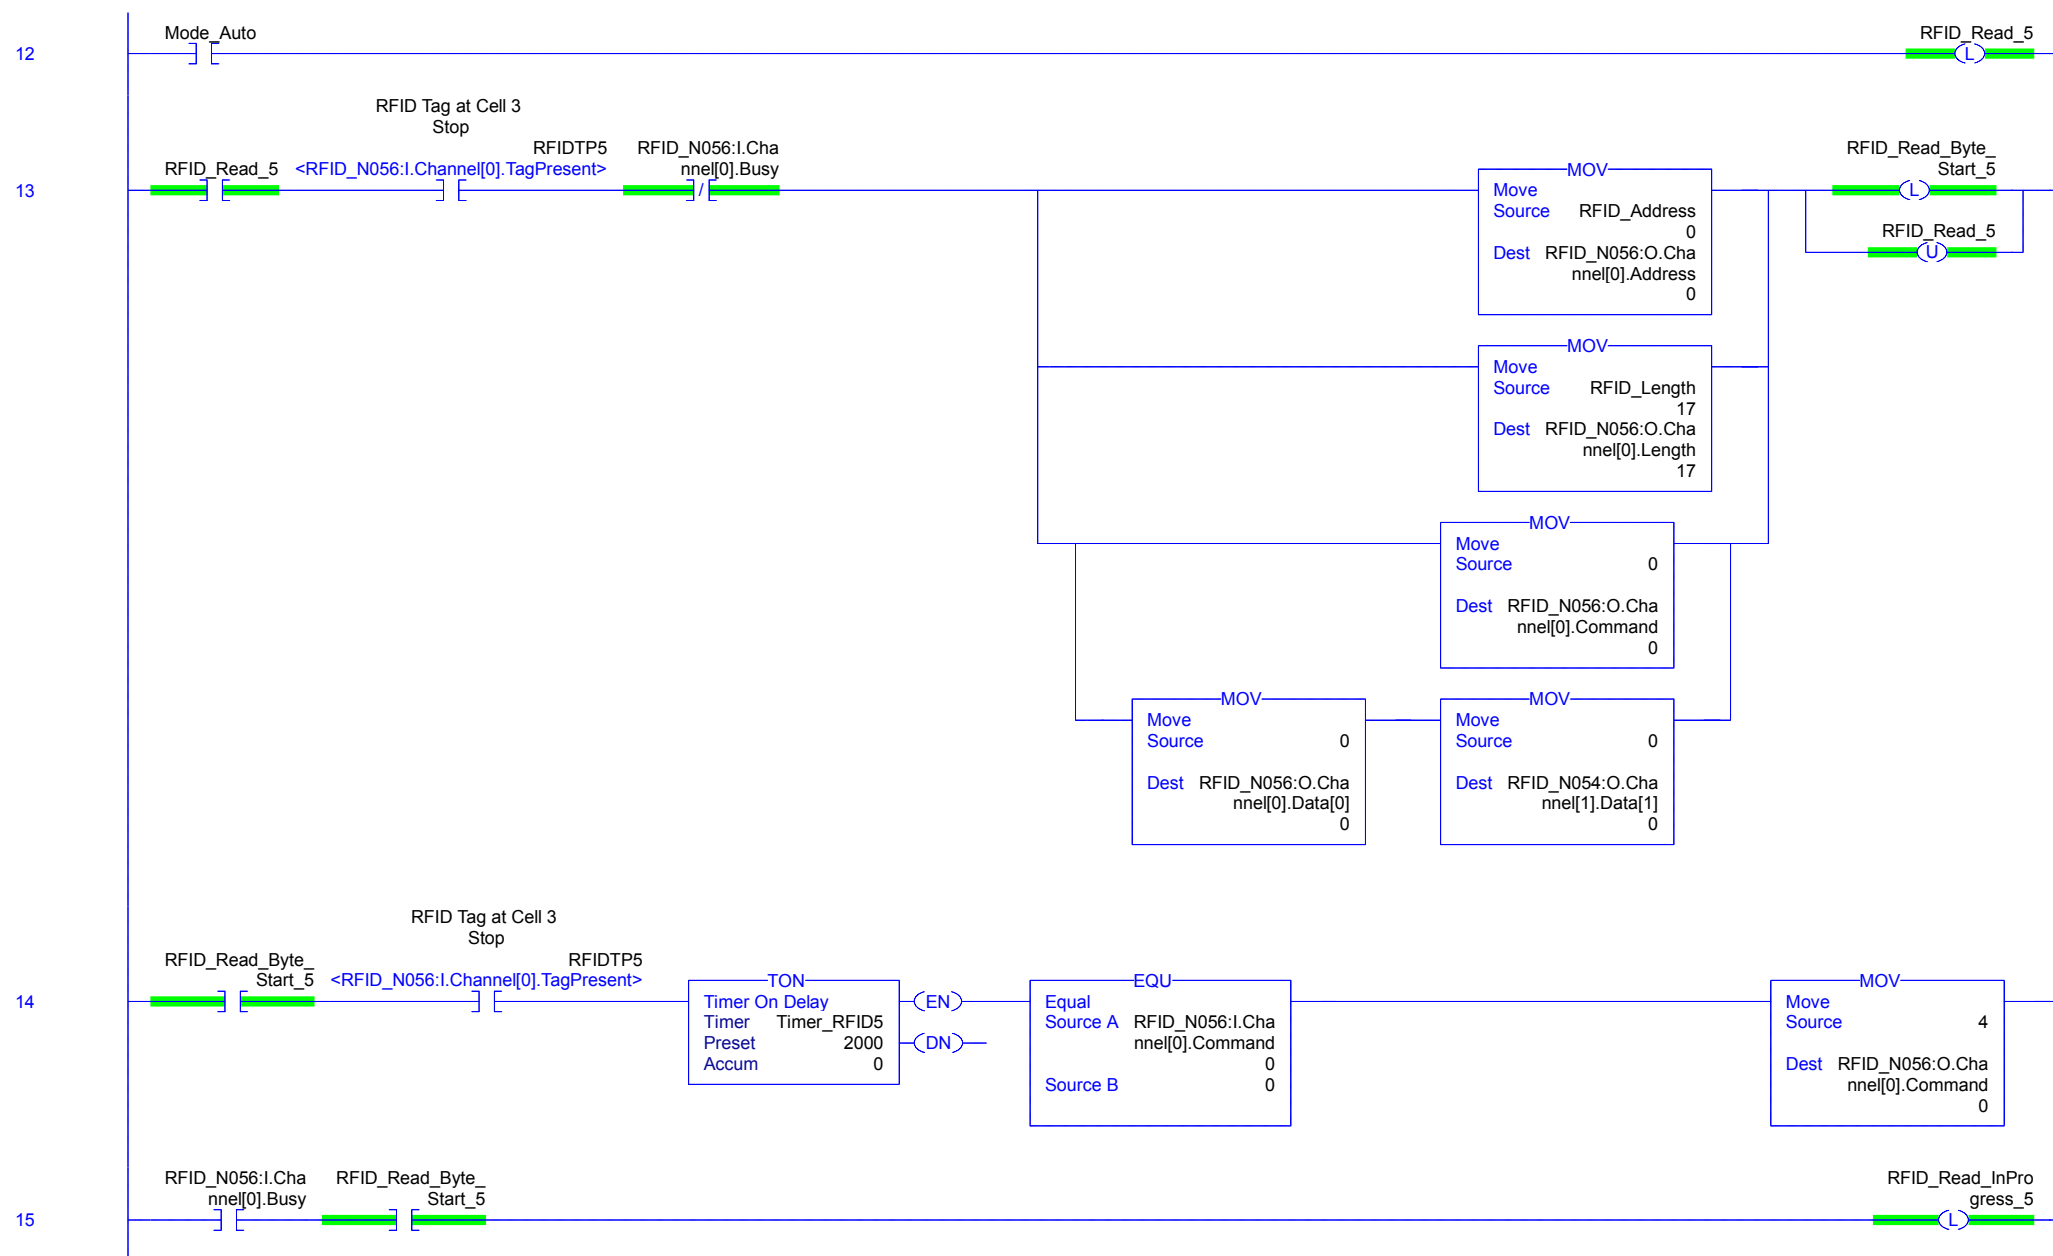 12
Mode_Auto
RFID_Read_5
L
13
RFID_Read_5
RFID Tag at Cell 3
Stop
RFIDTP5
<RFID_N056:I.Channel[0].TagPresent>
RFID_N056:I.Cha
nnel[0].Busy
/
MOV
Move
Source RFID_Address
0
Dest RFID_N056:O.Cha
nnel[0].Address
0
RFID_Read_Byte_
Start_5
L
RFID_Read_5
U
MOV
Move
Source RFID_Length
17
Dest RFID_N056:O.Cha
nnel[0].Length
17
MOV
Move
Source 0
Dest RFID_N056:O.Cha
nnel[0].Command
0
MOV
Move
Source 0
Dest RFID_N056:O.Cha
nnel[0].Data[0]
0
MOV
Move
Source 0
Dest RFID_N054:O.Cha
nnel[1].Data[1]
0
14
RFID_Read_Byte_
Start_5
RFID Tag at Cell 3
Stop
RFIDTP5
<RFID_N056:I.Channel[0].TagPresent>
TON
Timer On Delay
Timer Timer_RFID5
Preset 2000
Accum 0
EN
DN
EQU
Equal
Source A RFID_N056:I.Cha
nnel[0].Command
0
Source B 0
MOV
Move
Source 4
Dest RFID_N056:O.Cha
nnel[0].Command
0
15
RFID_N056:I.Cha
nnel[0].Busy
RFID_Read_Byte_
Start_5
RFID_Read_InPro
gress_5
L